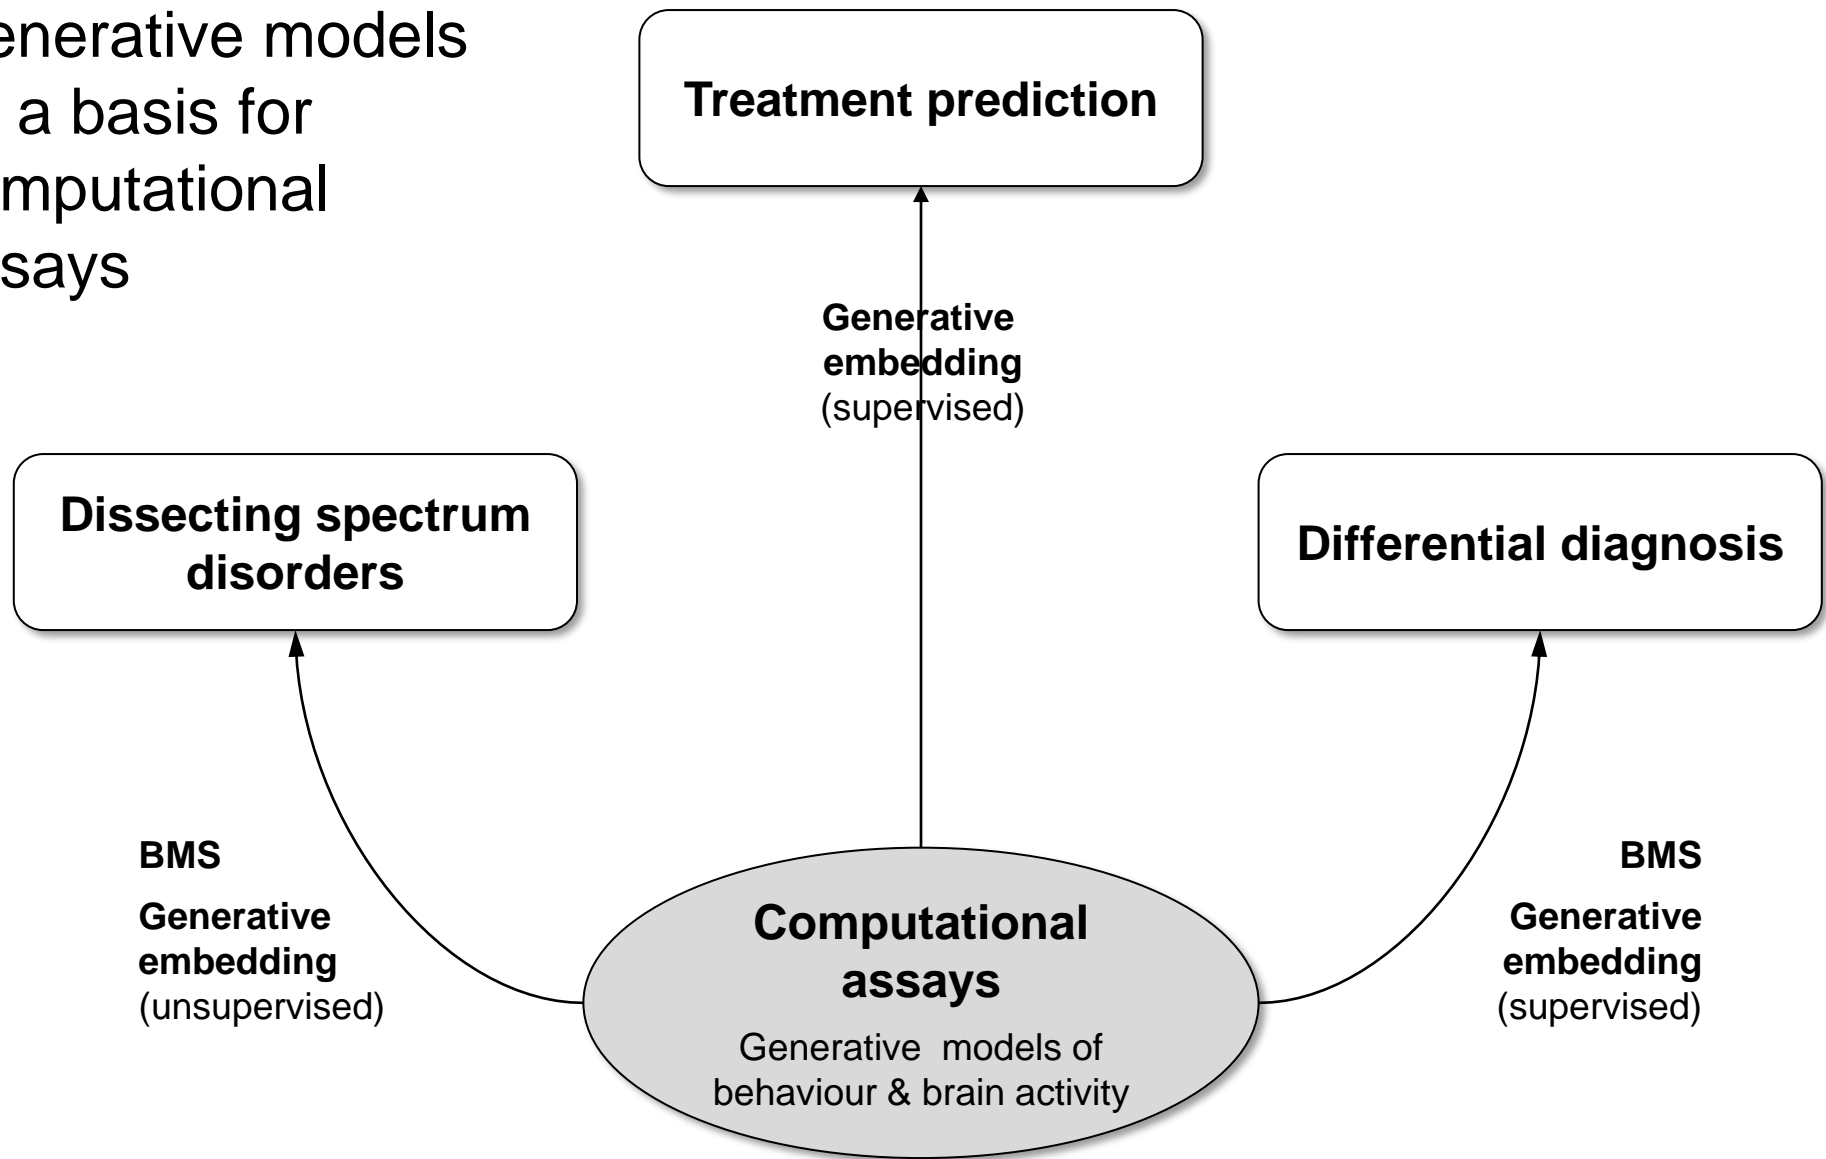 enerative models
a basis for
mputational
says
Treatment prediction
Generative
embedding
(supervised)
Dissecting spectrum
disorders
Differential diagnosis
BMS
Generative
embedding
(unsupervised)
BMS
Generative
embedding
(supervised)
Computational
assays
Generative models of
behaviour & brain activity